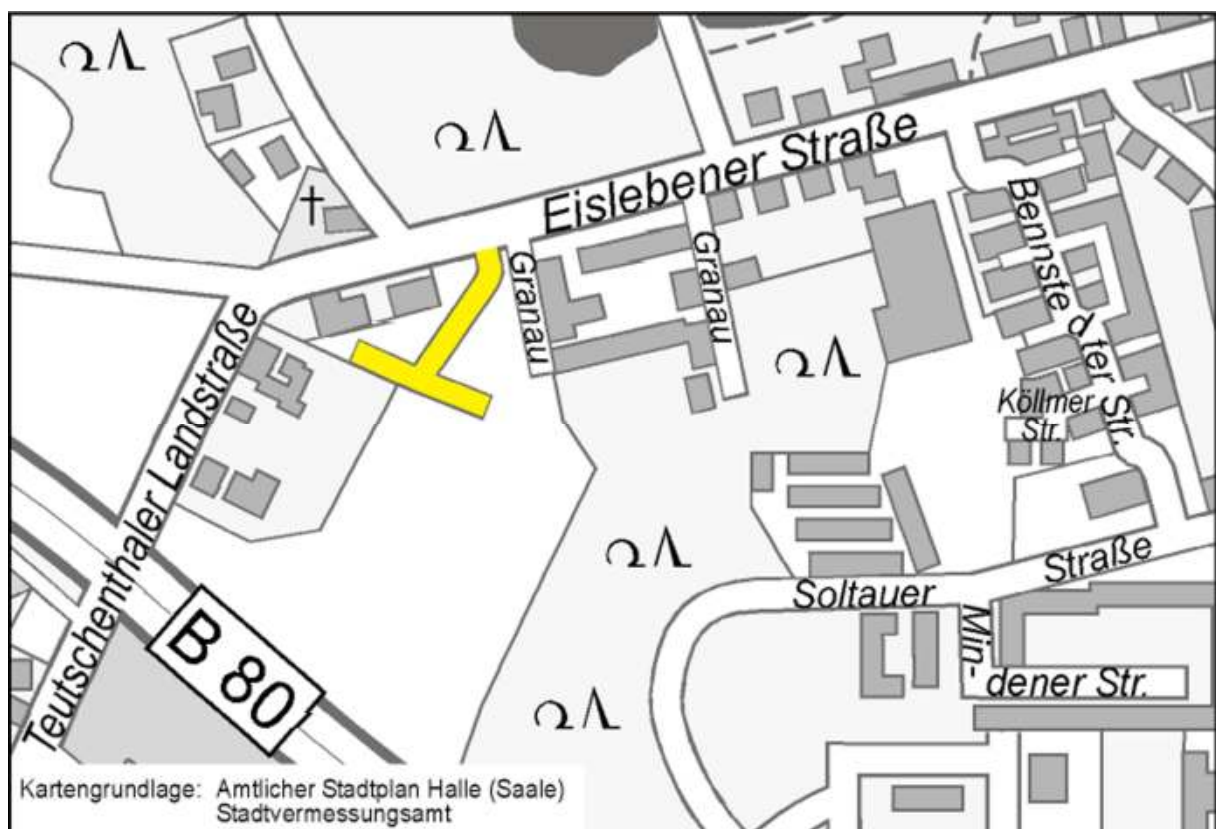 Eislebener Straße
Granau
Granau
Bennstedter Str.
Köllmer
Str.
Teutschenthaler Landstraße
B 80
Soltauer Straße
Min-
dener Str.
Kartengrundlage: Amtlicher Stadtplan Halle (Saale)
Stadtvermessungsamt